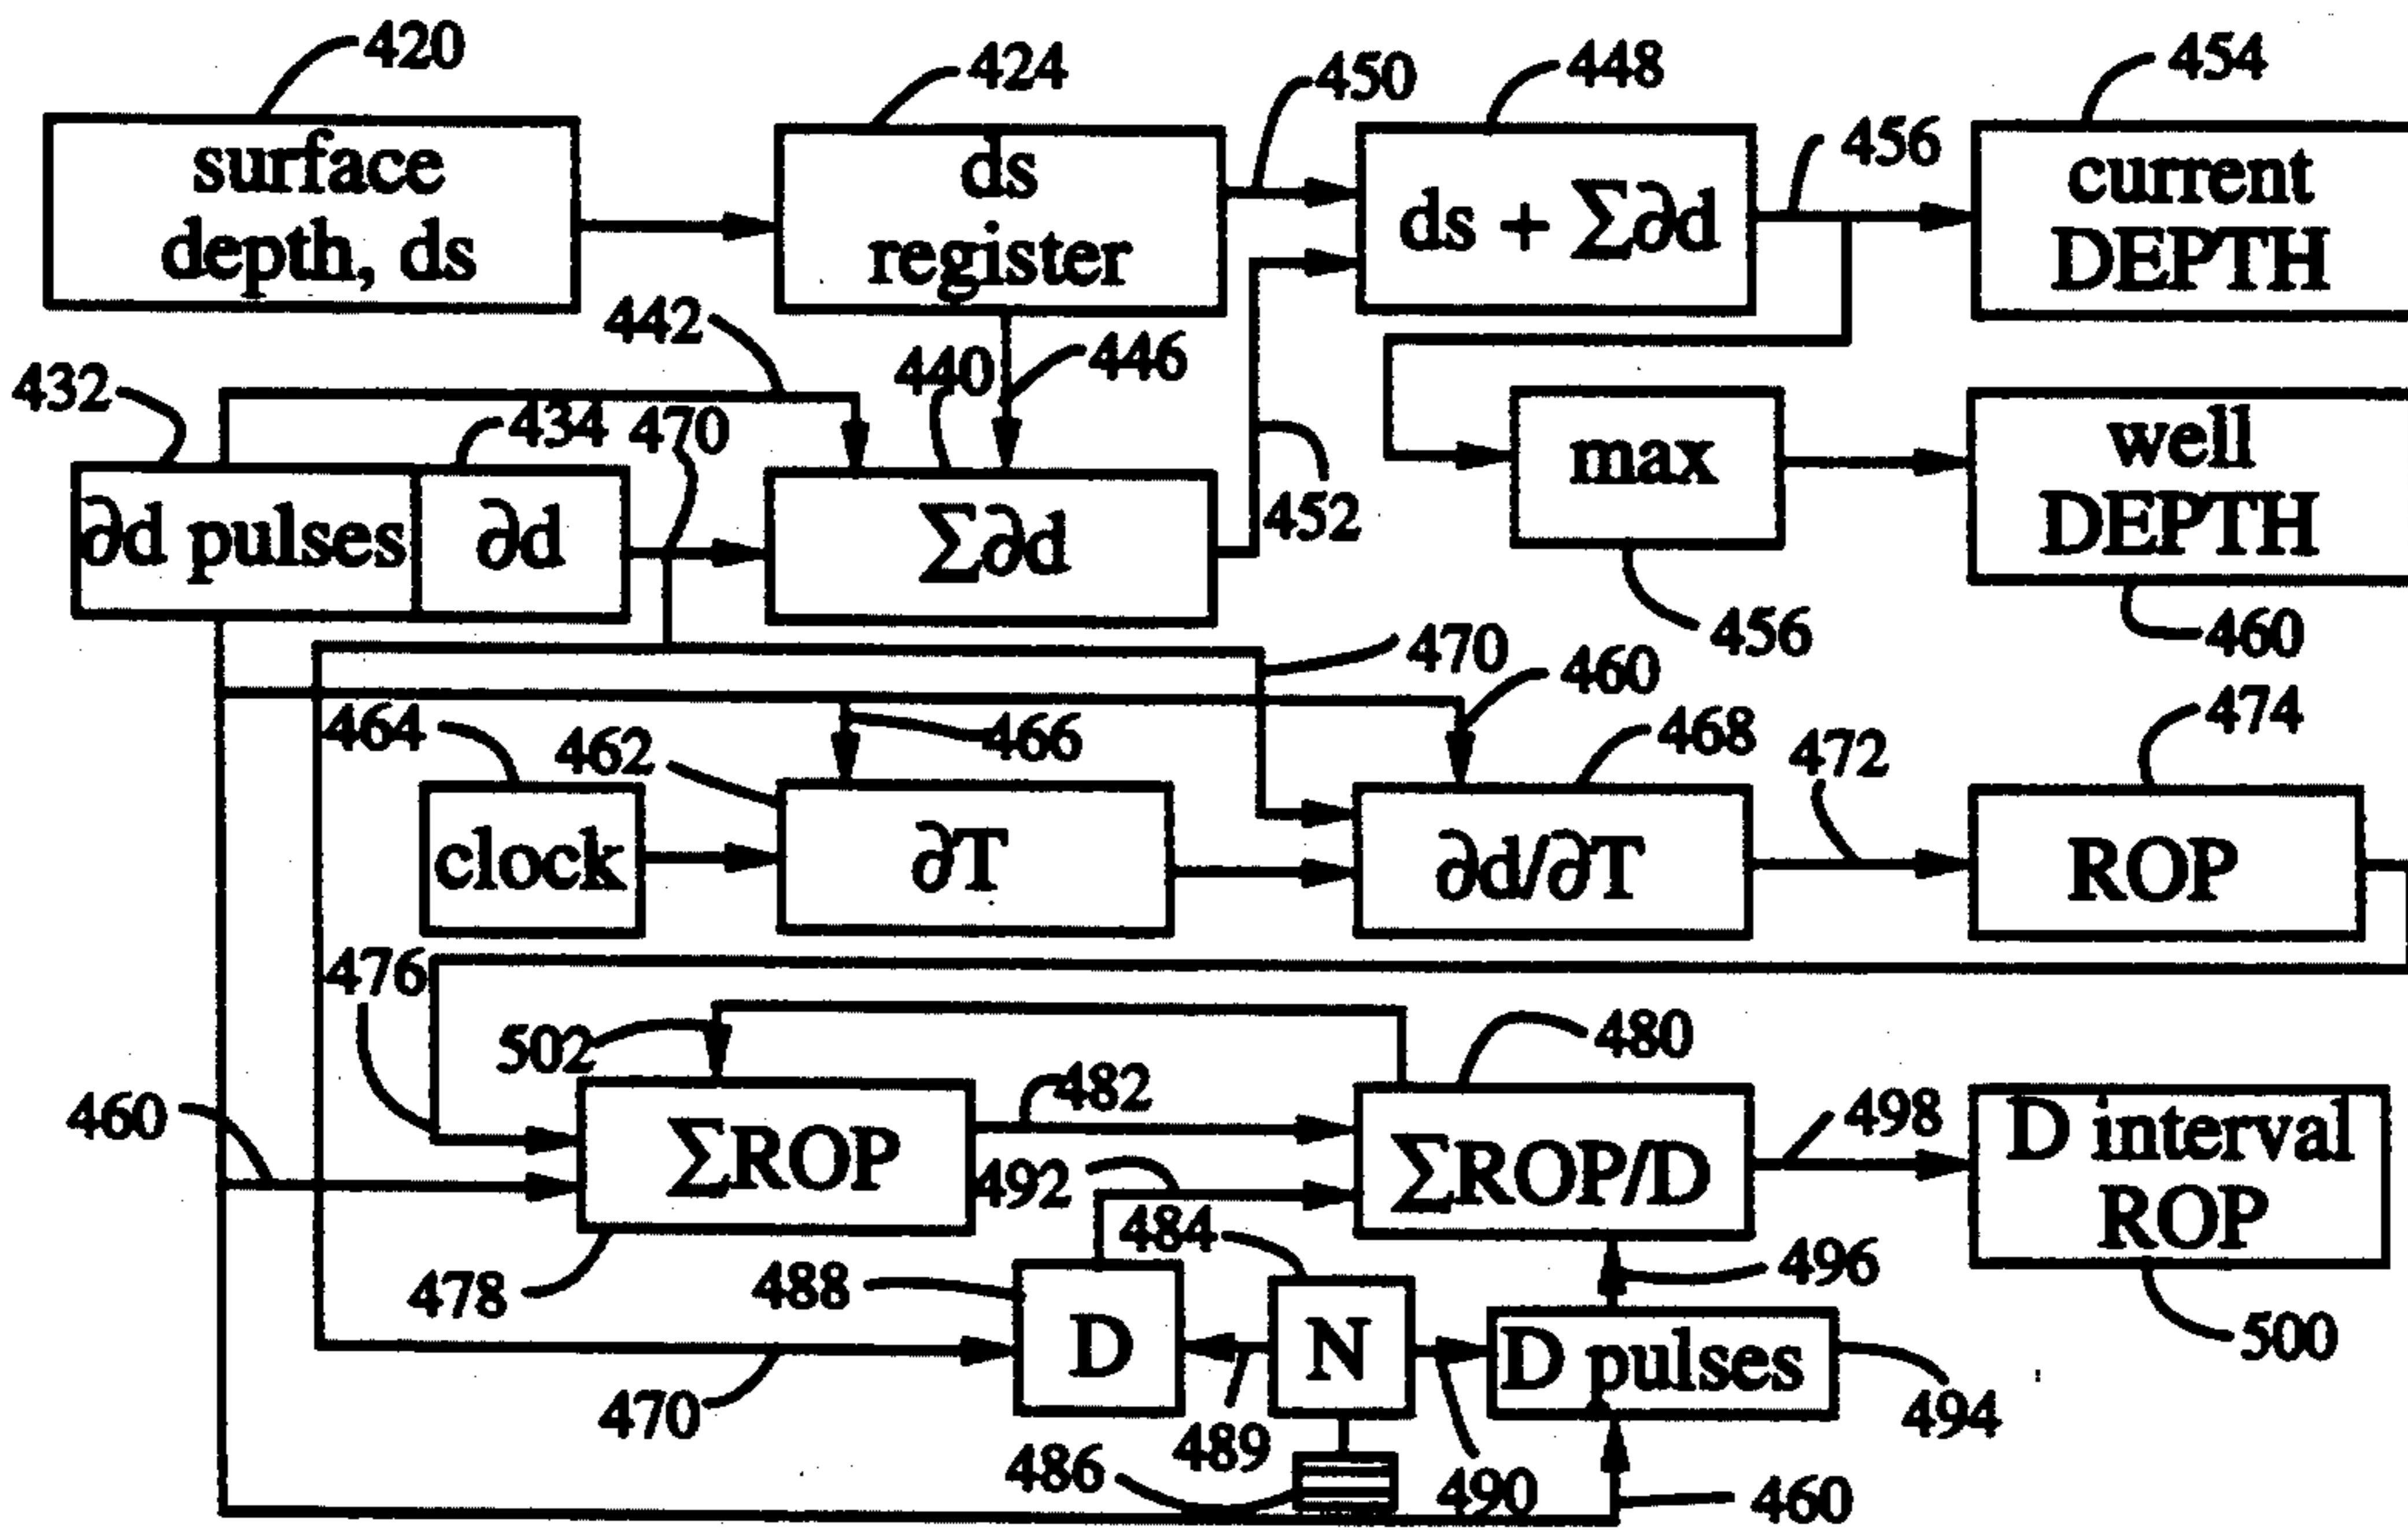 420
424
450
448
454
surface
depth, ds
ds
register
ds + Σ∂d
456
current
DEPTH
442
440
446
432
434
470
∂d pulses
∂d
Σ∂d
452
max
well
DEPTH
456
460
470
460
464
462
466
468
472
474
clock
∂T
∂d/∂T
ROP
476
502
480
460
ΣROP
482
492
ΣROP/D
498
D interval
ROP
478
488
484
496
500
D
N
D pulses
470
489
494
486
490
460